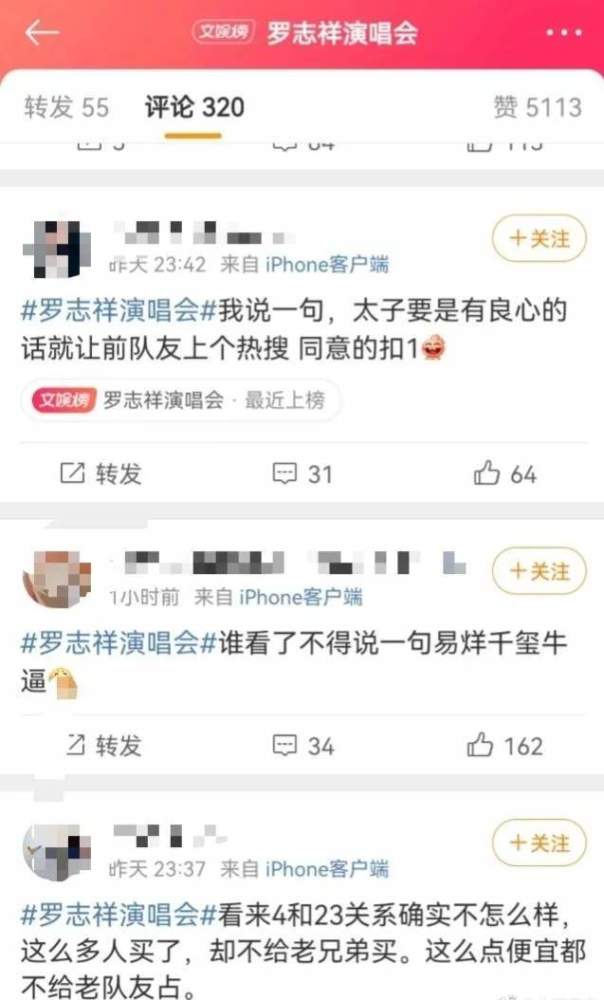 文娱榜 罗志祥演唱会
转发 55 评论 320 赞 5113
+关注
昨天 23:42 来自 iPhone客户端
#罗志祥演唱会#我说一句，太子要是有良心的
话就让前队友上个热搜 同意的扣1
文娱榜 罗志祥演唱会 · 最近上榜
转发 31 64
+关注
1小时前 来自 iPhone客户端
#罗志祥演唱会#谁看了不得说一句易烊千玺牛
逼
转发 34 162
+关注
昨天 23:37 来自 iPhone客户端
#罗志祥演唱会#看来4和23关系确实不怎么样，
这么多人买了，却不给老兄弟买。这么点便宜都
不给老队友占。